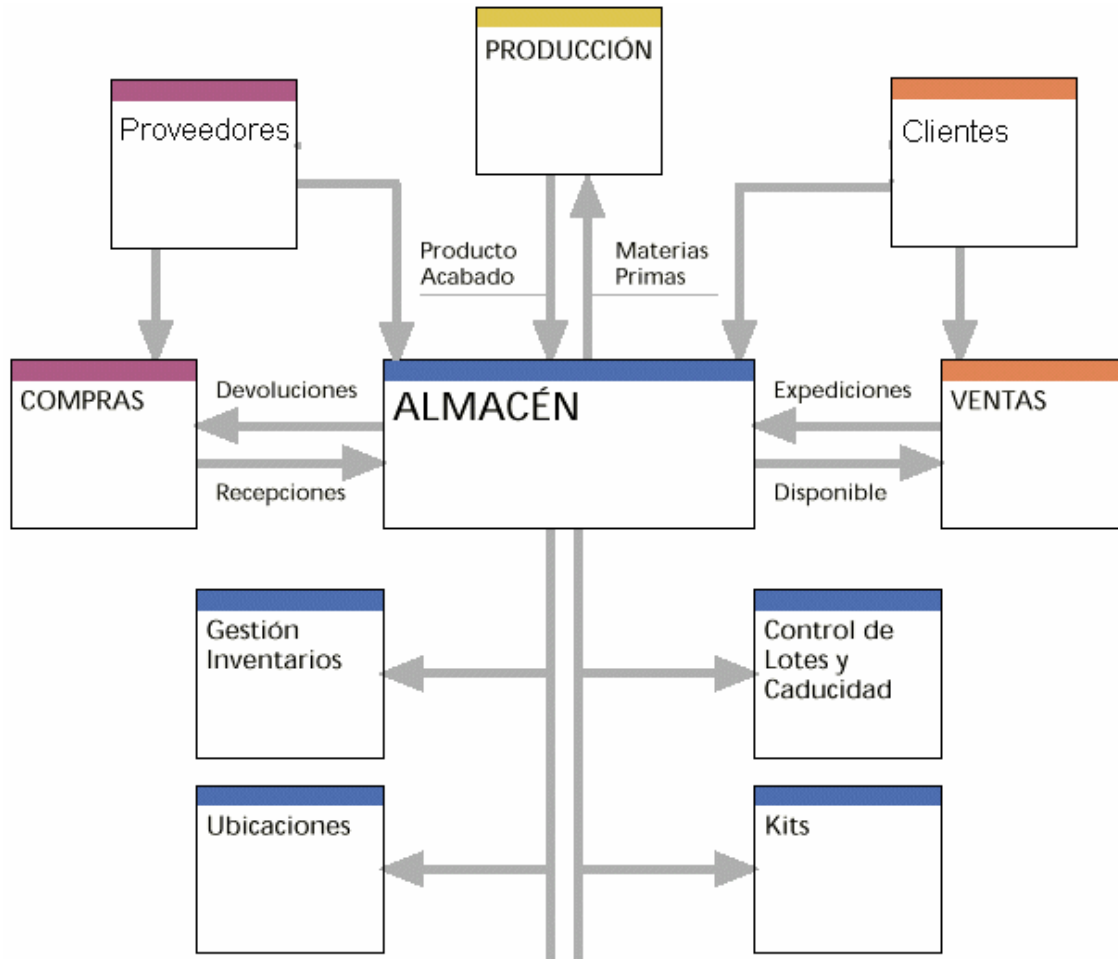 PRODUCCIÓN
Proveedores
Clientes
Producto
Acabado
Materias
Primas
COMPRAS
Devoluciones
Recepciones
ALMACÉN
Expediciones
Disponible
VENTAS
Gestión
Inventarios
Control de
Lotes y
Caducidad
Ubicaciones
Kits